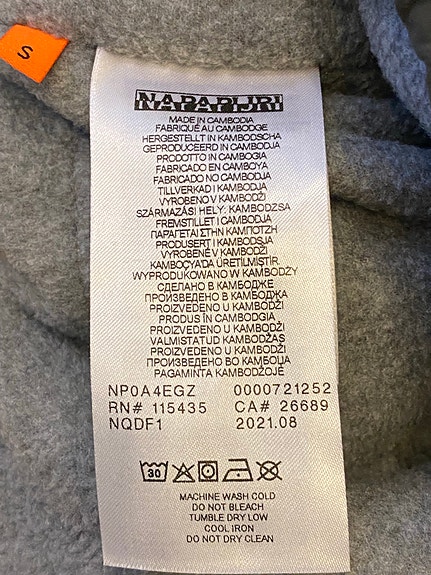 S
NAPAPIJRI
MADE IN CAMBODIA
FABRIQUÉ AU CAMBODGE
HERGESTELLT IN KAMBODSCHA
GEPRODUCEERD IN CAMBODJA
PRODOTTO IN CAMBOGIA
FABRICADO EN CAMBOYA
FABRICADO NO CAMBODJA
TILLVERKAD I KAMBODJA
VYROBENO V KAMBODŽI
SZÁRMAZÁSI HELY: KAMBODZSA
FREMSTILLET I CAMBODJA
ΠΑΡΑΓΕΤΑΙ ΣΤΗΝ ΚΑΜΠΟΤΖΗ
PRODUSERT I KAMBODSJA
VYROBENÉ V KAMBODŽI
KAMBOÇYA'DA ÜRETİLMİŞTİR
WYPRODUKOWANO W KAMBODŻY
СДЕЛАНО В КАМБОДЖЕ
ПРОИЗВЕДЕНО В КАМБОДЖА
PROIZVEDENO U KAMBODŽI
PRODUS ÎN CAMBODGIA
PROIZVEDENO V KAMBODŽI
VALMISTATUD KAMBODŽAS
PROIZVEDENO U KAMBODŽI
ПРОИЗВЕДЕНО ВО КАМБОЏА
PAGAMINTA KAMBODŽOJE
NP0A4EGZ 0000721252
RN# 115435 CA# 26689
NQDF1 2021.08
30
MACHINE WASH COLD
DO NOT BLEACH
TUMBLE DRY LOW
COOL IRON
DO NOT DRY CLEAN